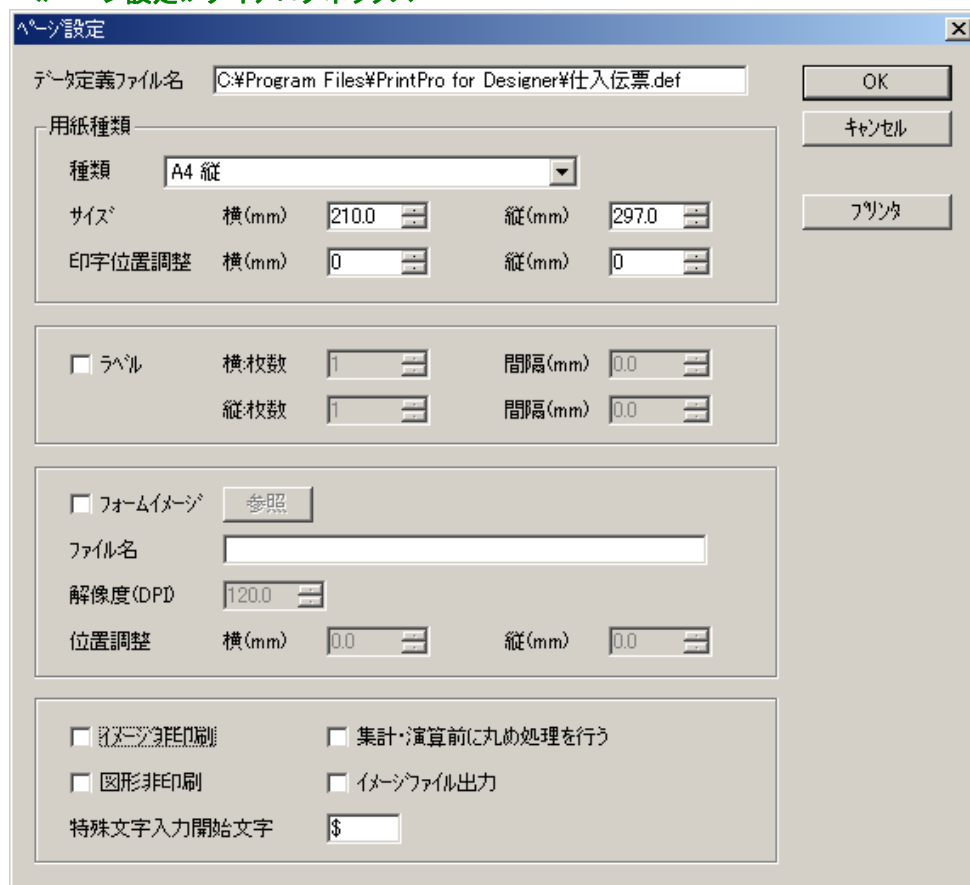 ﾍﾟｰｼﾞ設定
ﾃﾞｰﾀ定義ﾌｧｲﾙ名 C:¥Program Files¥PrintPro for Designer¥仕入伝票.def
OK
用紙種類
ｷｬﾝｾﾙ
種類 A4 縦
ｻｲｽﾞ 横(mm) 210.0 縦(mm) 297.0
ﾌﾟﾘﾝﾀ
印字位置調整 横(mm) 0 縦(mm) 0
ﾗﾍﾞﾙ 横:枚数 1 間隔(mm) 0.0
縦:枚数 1 間隔(mm) 0.0
ﾌｫｰﾑｲﾒｰｼﾞ 参照
ﾌｧｲﾙ名
解像度(DPI) 120.0
位置調整 横(mm) 0.0 縦(mm) 0.0
ｲﾒｰｼﾞ非印刷 集計・演算前に丸め処理を行う
図形非印刷 ｲﾒｰｼﾞﾌｧｲﾙ出力
特殊文字入力開始文字 $